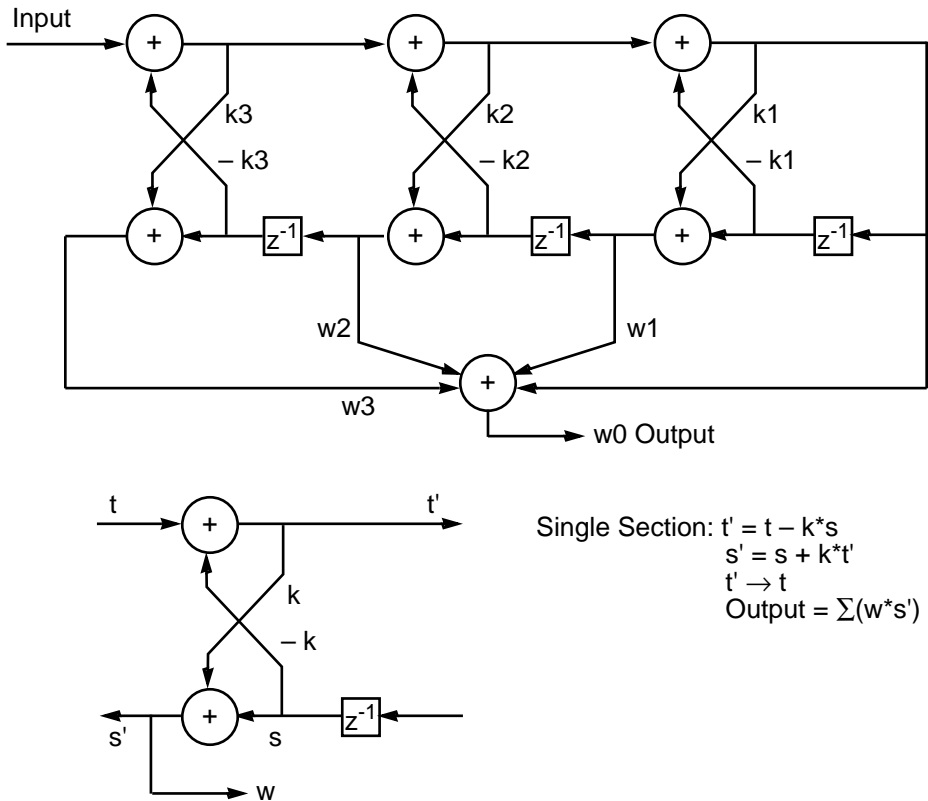 Input
+ + +
k3 k2 k1
– k3 – k2 – k1
+ z⁻¹ + z⁻¹ + z⁻¹
w2 w1
+
w3
w0 Output
t + t'
k
– k
+ z⁻¹
s' s
w
Single Section: t' = t – k*s
s' = s + k*t'
t' → t
Output = ∑(w*s')